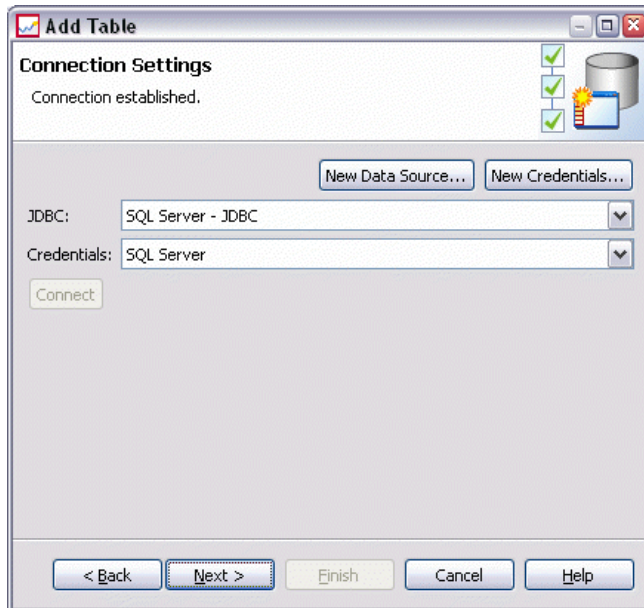 Add Table
Connection Settings
Connection established.
New Data Source... New Credentials...
JDBC: SQL Server - JDBC
Credentials: SQL Server
Connect
< Back Next > Finish Cancel Help